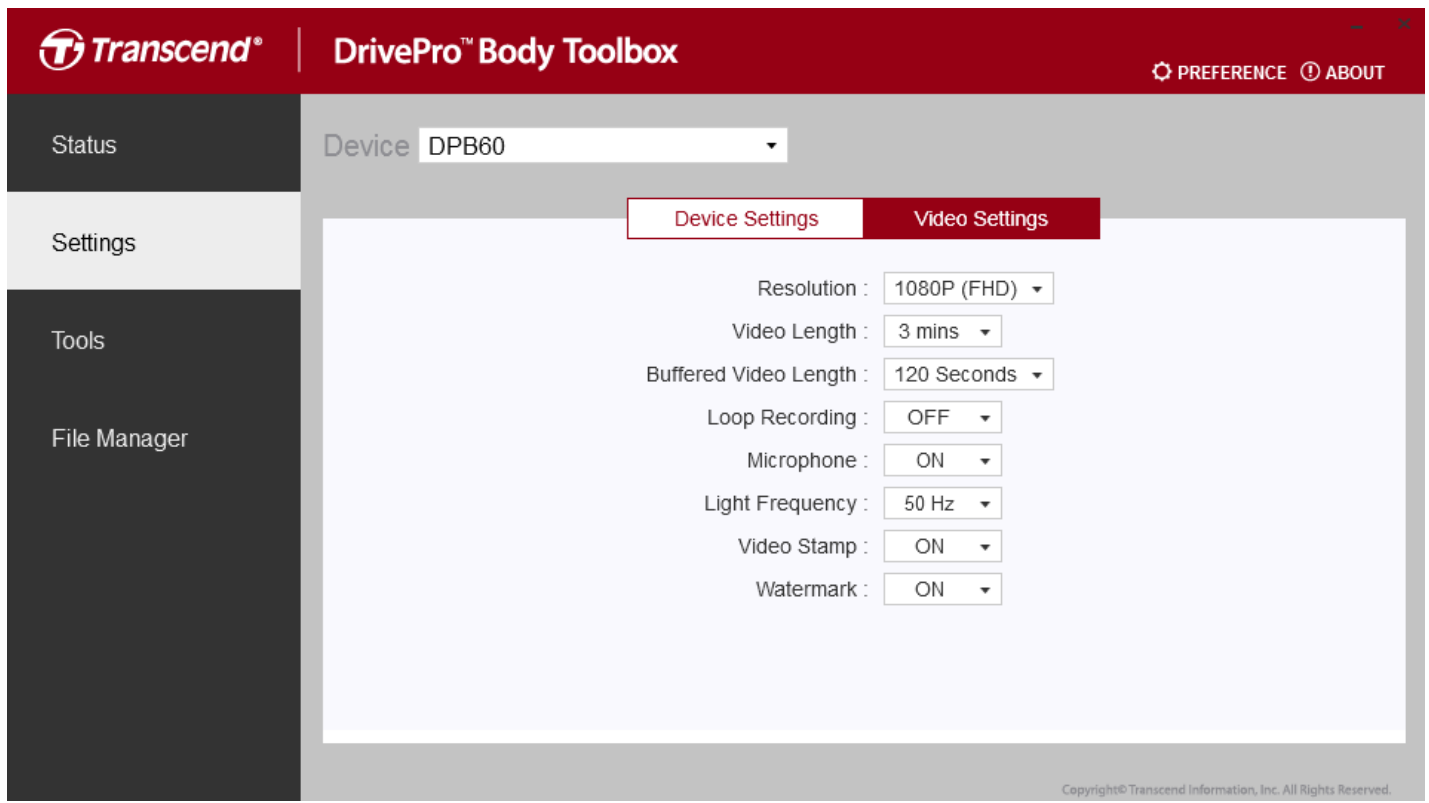 Transcend®
DrivePro™ Body Toolbox
PREFERENCE ABOUT
Status
Settings
Tools
File Manager
Device DPB60
Device Settings Video Settings
Resolution : 1080P (FHD)
Video Length : 3 mins
Buffered Video Length : 120 Seconds
Loop Recording : OFF
Microphone : ON
Light Frequency : 50 Hz
Video Stamp : ON
Watermark : ON
Copyright© Transcend Information, Inc. All Rights Reserved.